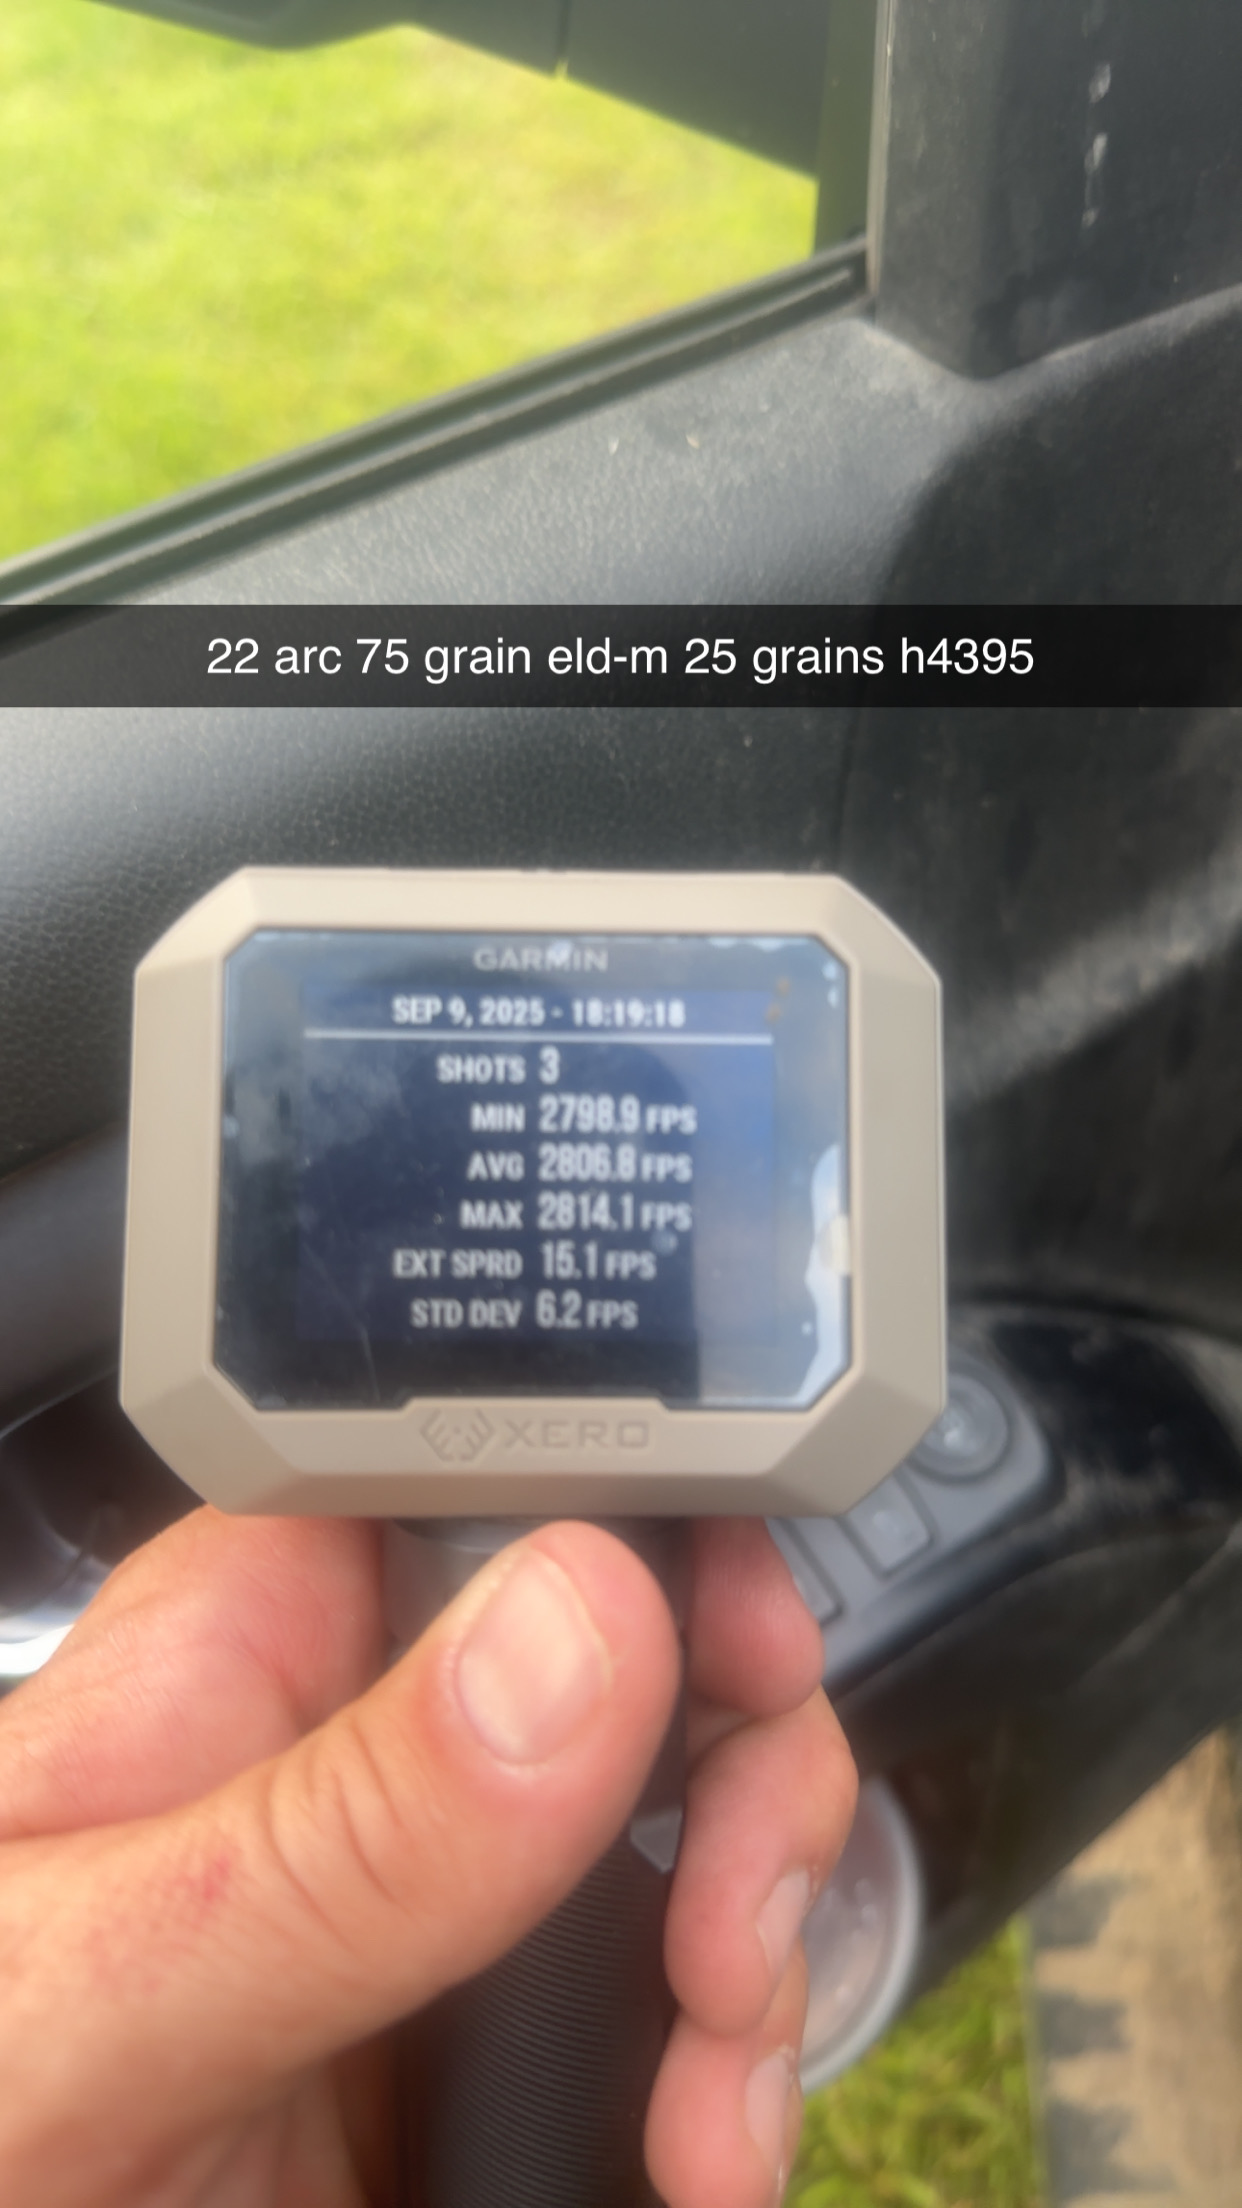 22 arc 75 grain eld-m 25 grains h4395
GARMIN
SEP 9, 2025 - 18:19:18
SHOTS 3
MIN 2798.9 FPS
AVG 2806.8 FPS
MAX 2814.1 FPS
EXT SPRD 15.1 FPS
STD DEV 6.2 FPS
XERO